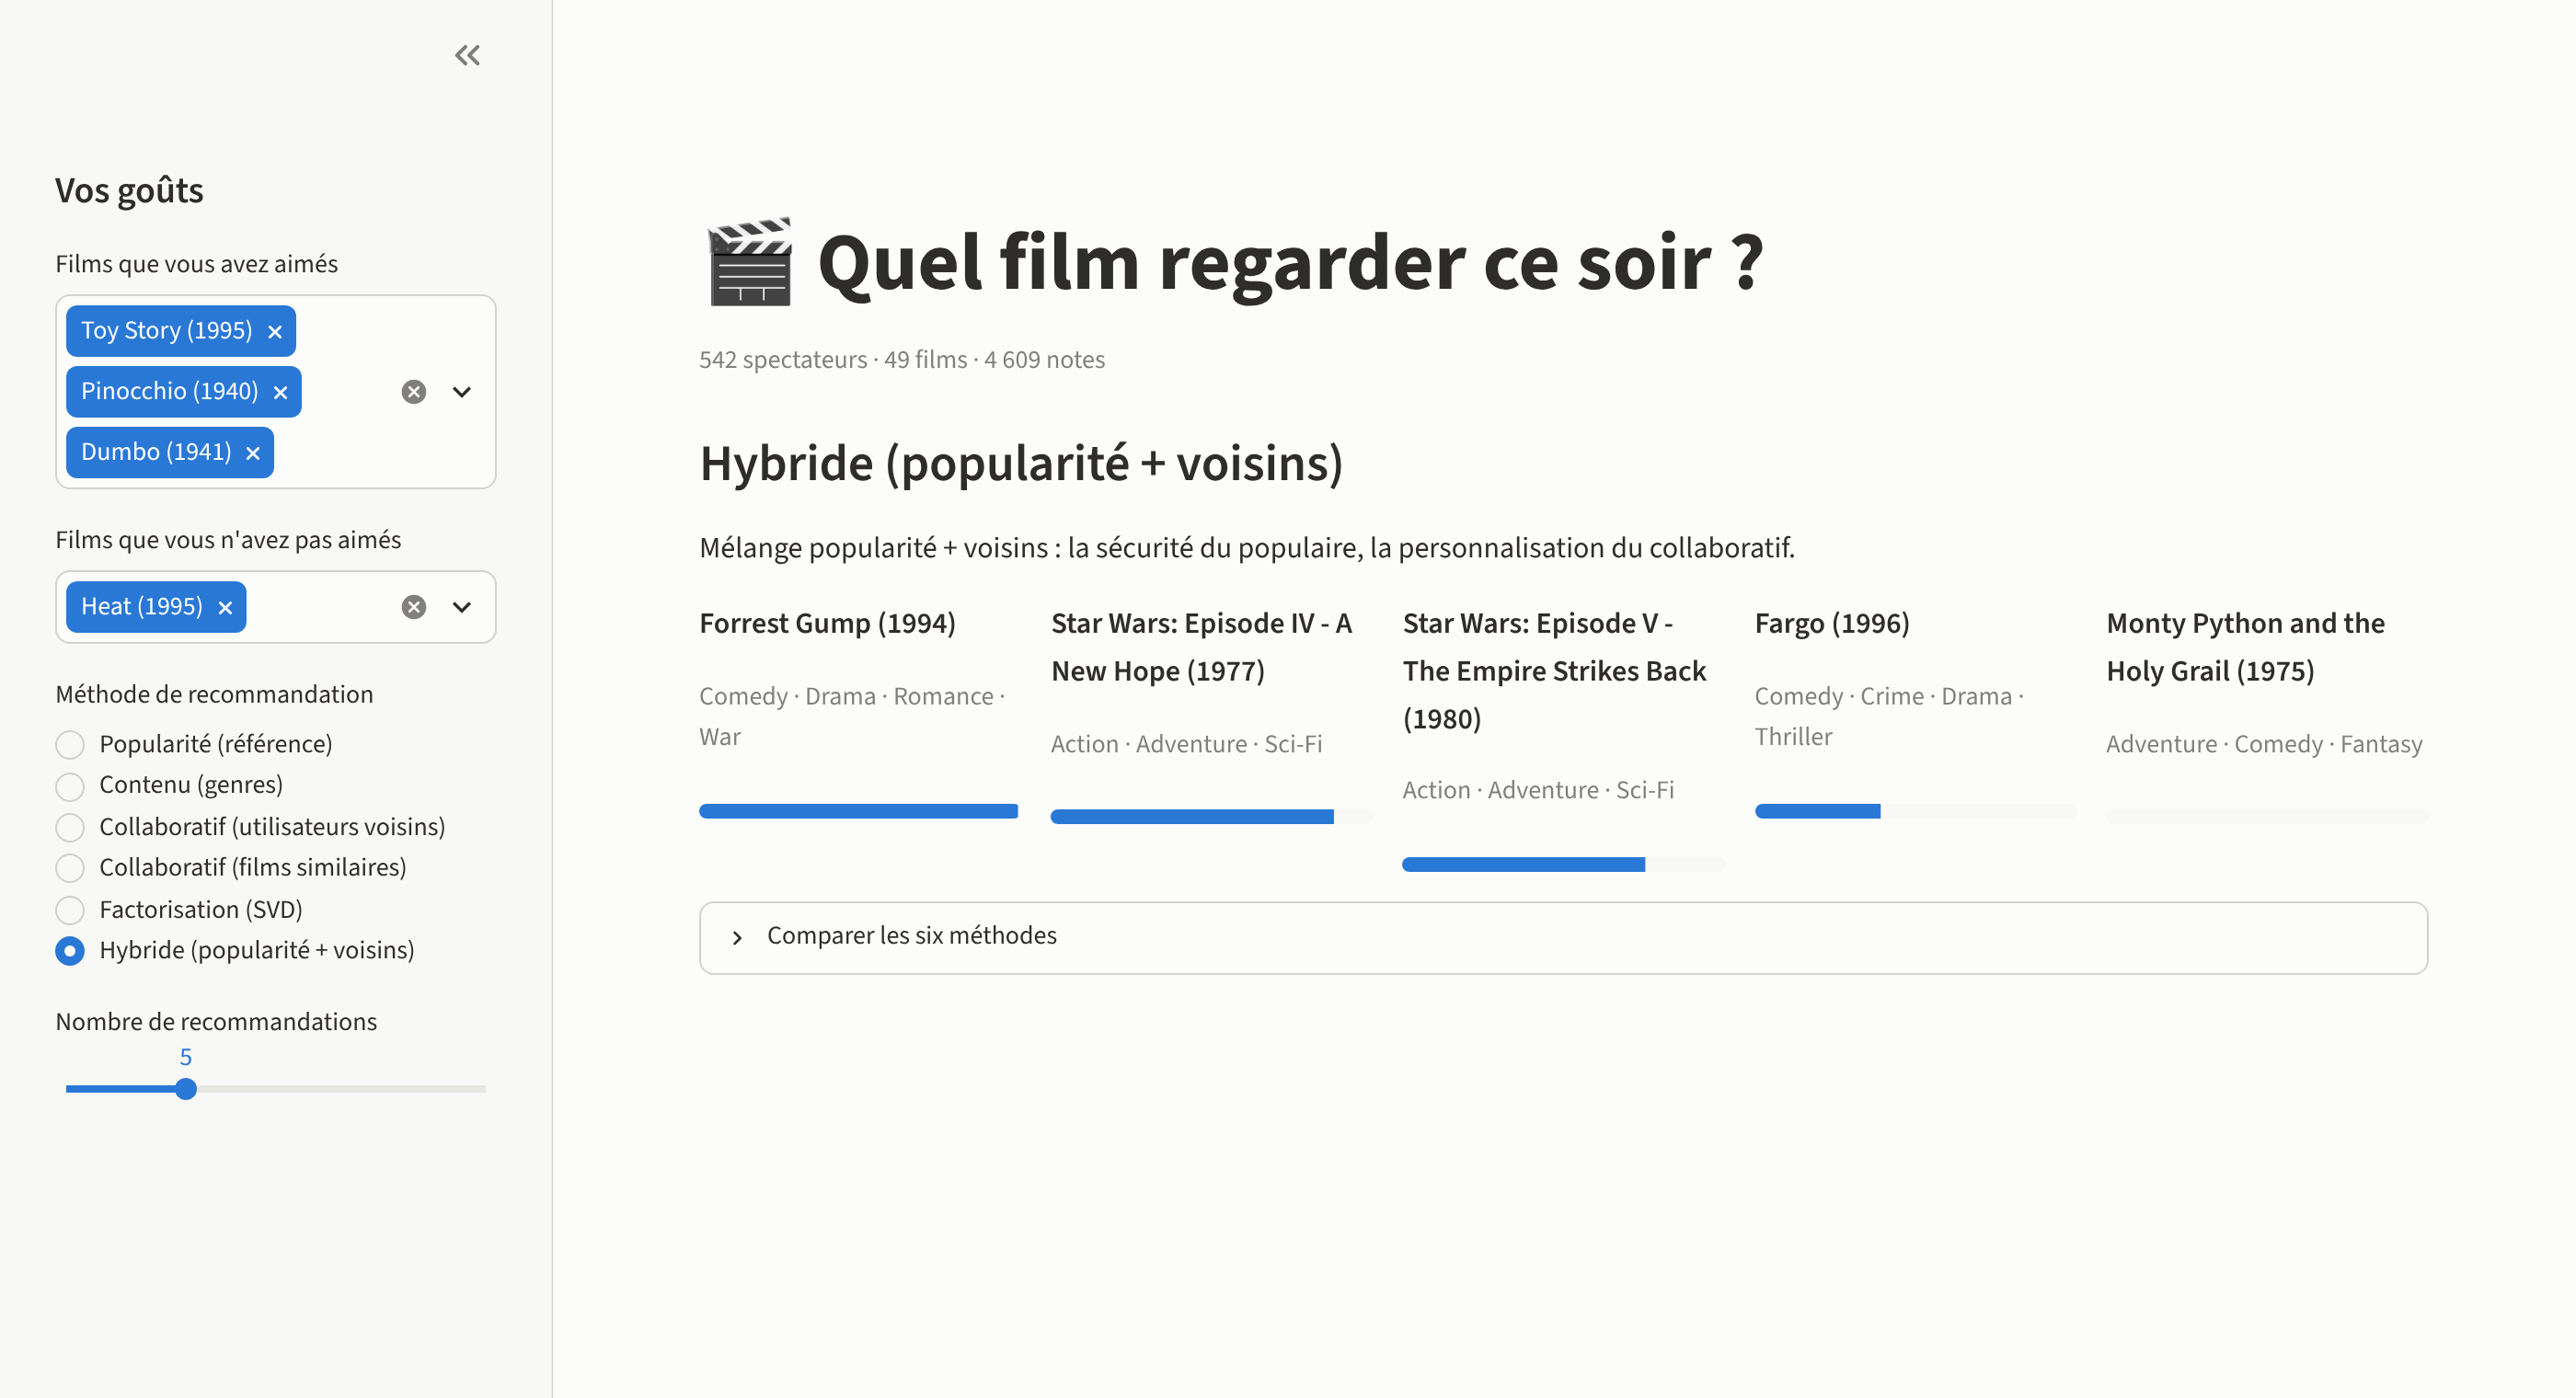 Vos goûts
Films que vous avez aimés
Toy Story (1995)
Pinocchio (1940)
Dumbo (1941)
Films que vous n'avez pas aimés
Heat (1995)
Méthode de recommandation
Popularité (référence)
Contenu (genres)
Collaboratif (utilisateurs voisins)
Collaboratif (films similaires)
Factorisation (SVD)
Hybride (popularité + voisins)
Nombre de recommandations
5
Quel film regarder ce soir ?
542 spectateurs · 49 films · 4 609 notes
Hybride (popularité + voisins)
Mélange popularité + voisins : la sécurité du populaire, la personnalisation du collaboratif.
Forrest Gump (1994)
Comedy · Drama · Romance ·
War
Star Wars: Episode IV - A
New Hope (1977)
Action · Adventure · Sci-Fi
Star Wars: Episode V -
The Empire Strikes Back
(1980)
Action · Adventure · Sci-Fi
Fargo (1996)
Comedy · Crime · Drama ·
Thriller
Monty Python and the
Holy Grail (1975)
Adventure · Comedy · Fantasy
Comparer les six méthodes